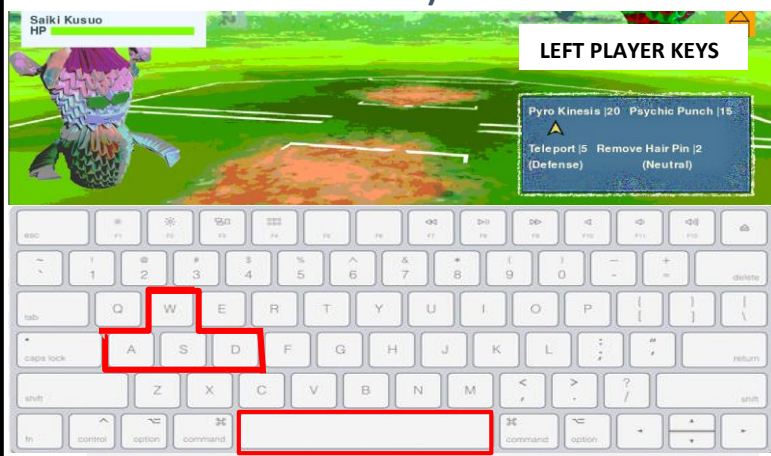 Saiki Kusuo
HP
LEFT PLAYER KEYS
Pyro Kinesis |20 Psychic Punch |15
Teleport |5 Remove Hair Pin |2
(Defense) (Neutral)
esc F1 F2 F3 F4 F5 F6 F7 F8 F9 F10 F11 F12
~ ! @ # $ % ^ & * ( ) _ +
` 1 2 3 4 5 6 7 8 9 0 - = delete
tab Q W E R T Y U I O P { [ } ] | \
caps lock A S D F G H J K L : ; " ' return
shift Z X C V B N M < , > . ? / shift
fn control option command command option